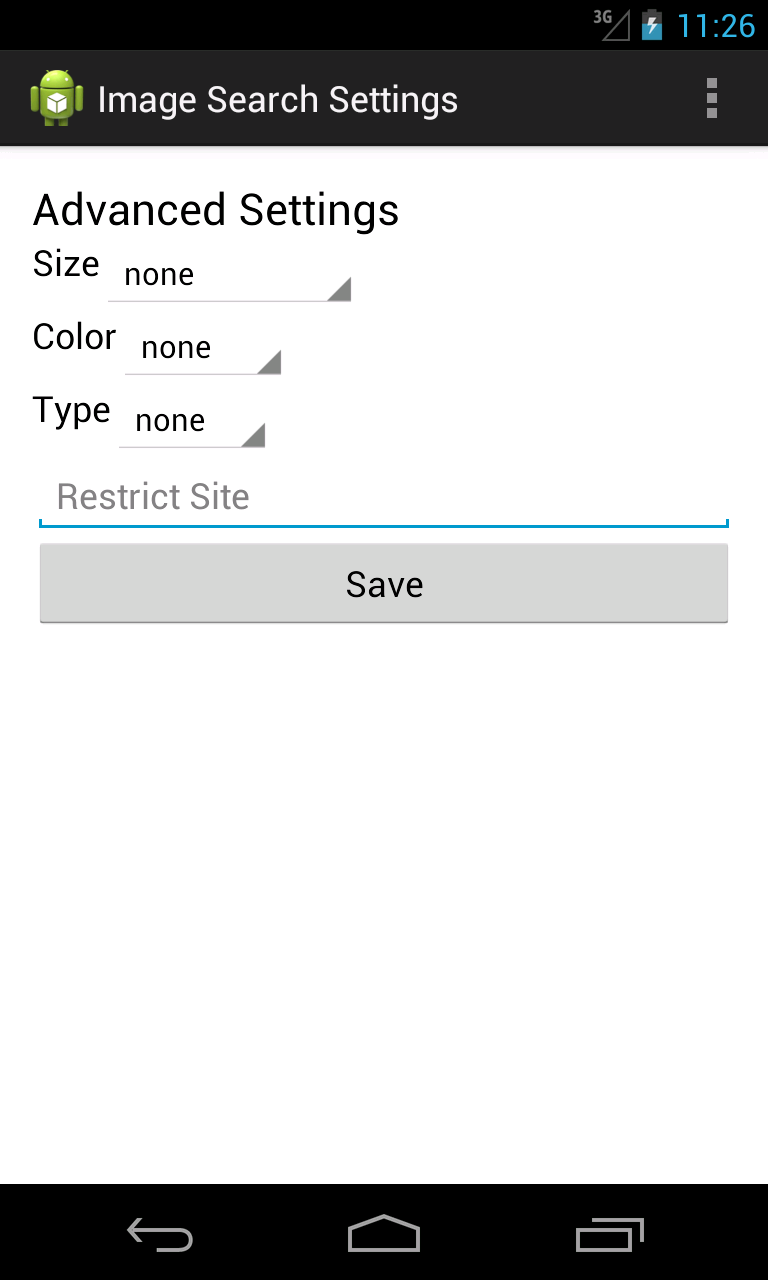 3G 11:26
Image Search Settings
Advanced Settings
Size none
Color none
Type none
Restrict Site
Save